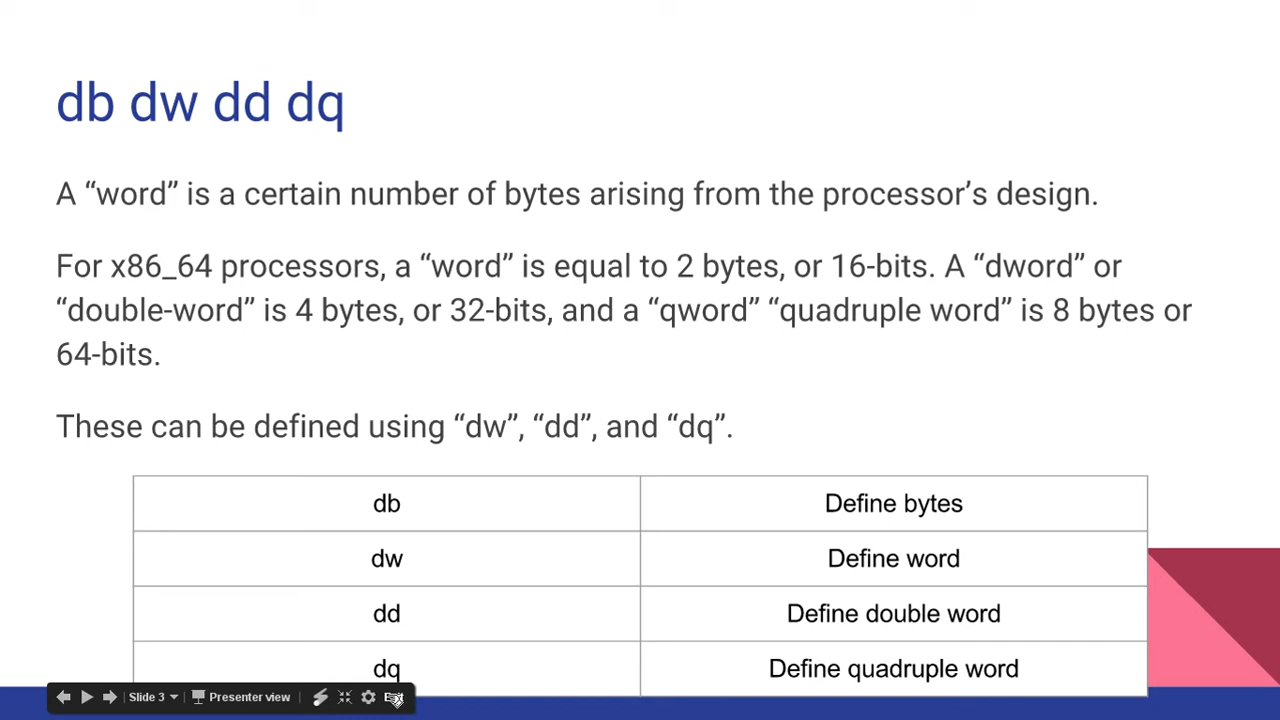 db dw dd dq
A “word” is a certain number of bytes arising from the processor’s design.
For x86_64 processors, a “word” is equal to 2 bytes, or 16-bits. A “dword” or
“double-word” is 4 bytes, or 32-bits, and a “qword” “quadruple word” is 8 bytes or
64-bits.
These can be defined using “dw”, “dd”, and “dq”.
db Define bytes
dw Define word
dd Define double word
dq Define quadruple word
Slide 3 Presenter view